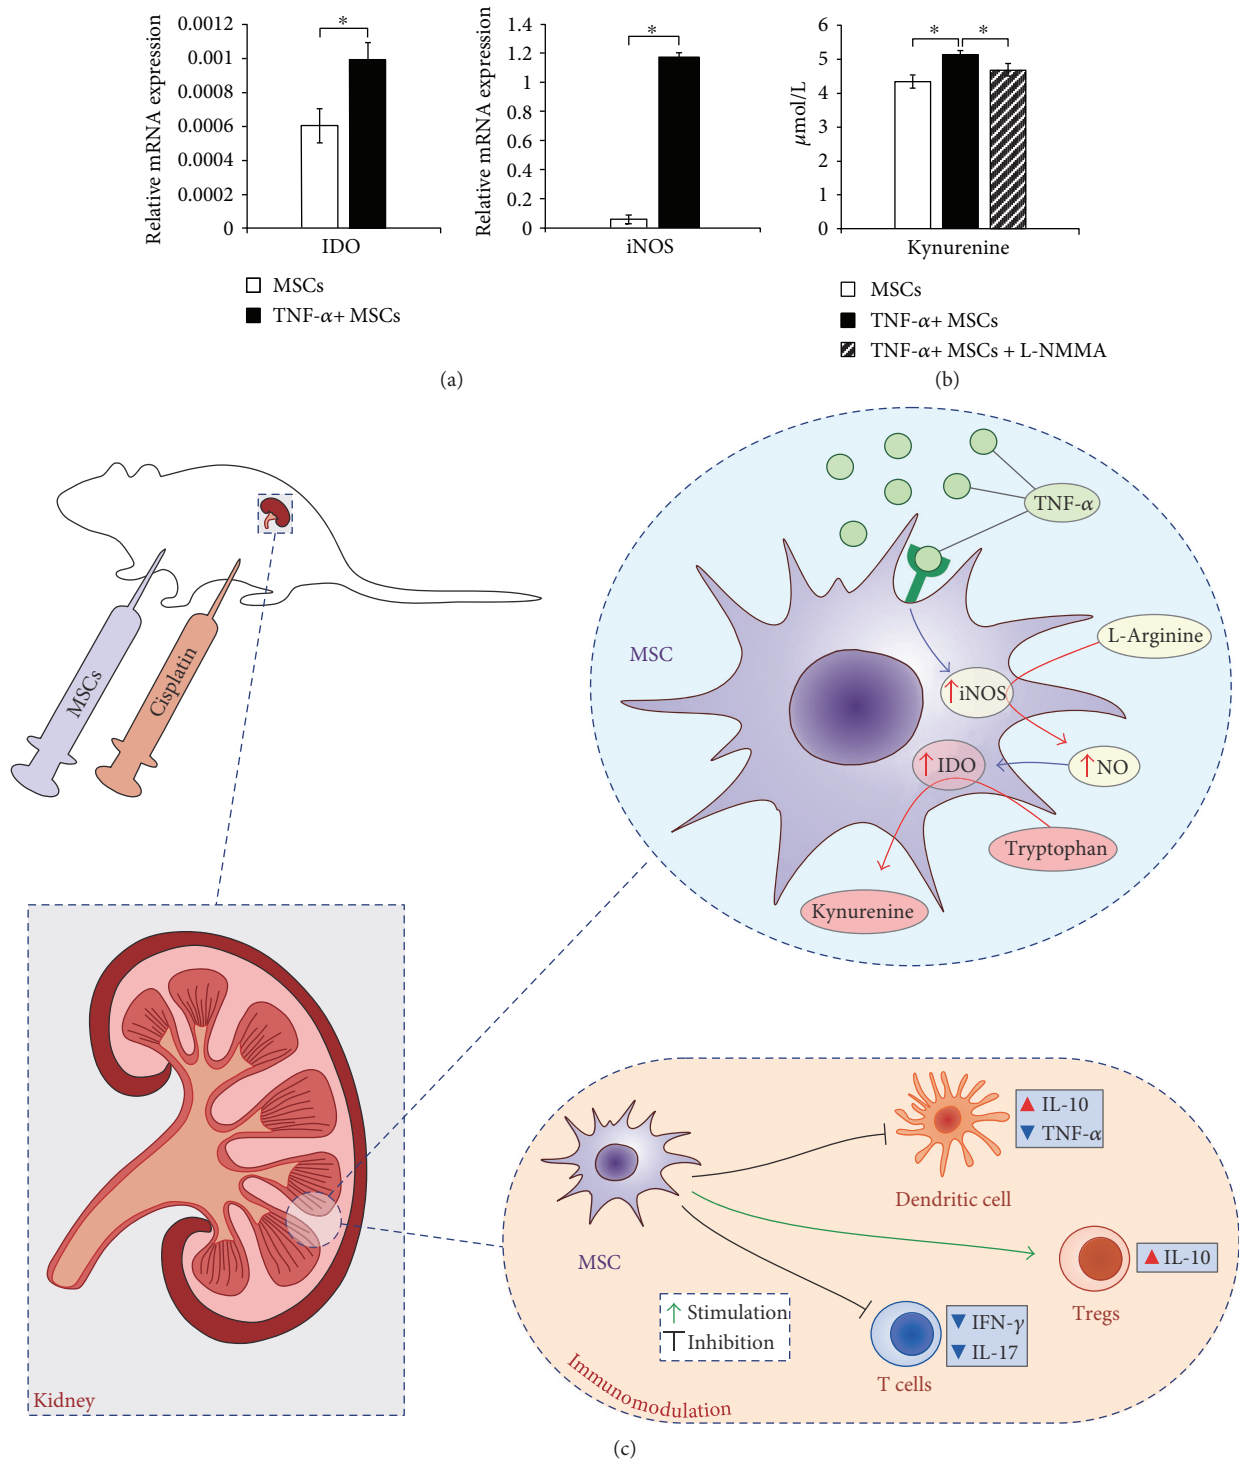 Relative mRNA expression
0.0012
0.001
0.0008
0.0006
0.0004
0.0002
0
*
IDO
MSCs
TNF-α+ MSCs
Relative mRNA expression
1.4
1.2
1
0.8
0.6
0.4
0.2
0
*
iNOS
(a)
μmol/L
6
5
4
3
2
1
0
* *
Kynurenine
MSCs
TNF-α+ MSCs
TNF-α+ MSCs + L-NMMA
(b)
MSCs
Cisplatin
Kidney
TNF-α
MSC
L-Arginine
↑iNOS
↑IDO
↑NO
Tryptophan
Kynurenine
MSC
▲ IL-10
▼ TNF-α
Dendritic cell
▲ IL-10
Tregs
▼ IFN-γ
▼ IL-17
T cells
↑ Stimulation
Inhibition
Immunomodulation
(c)